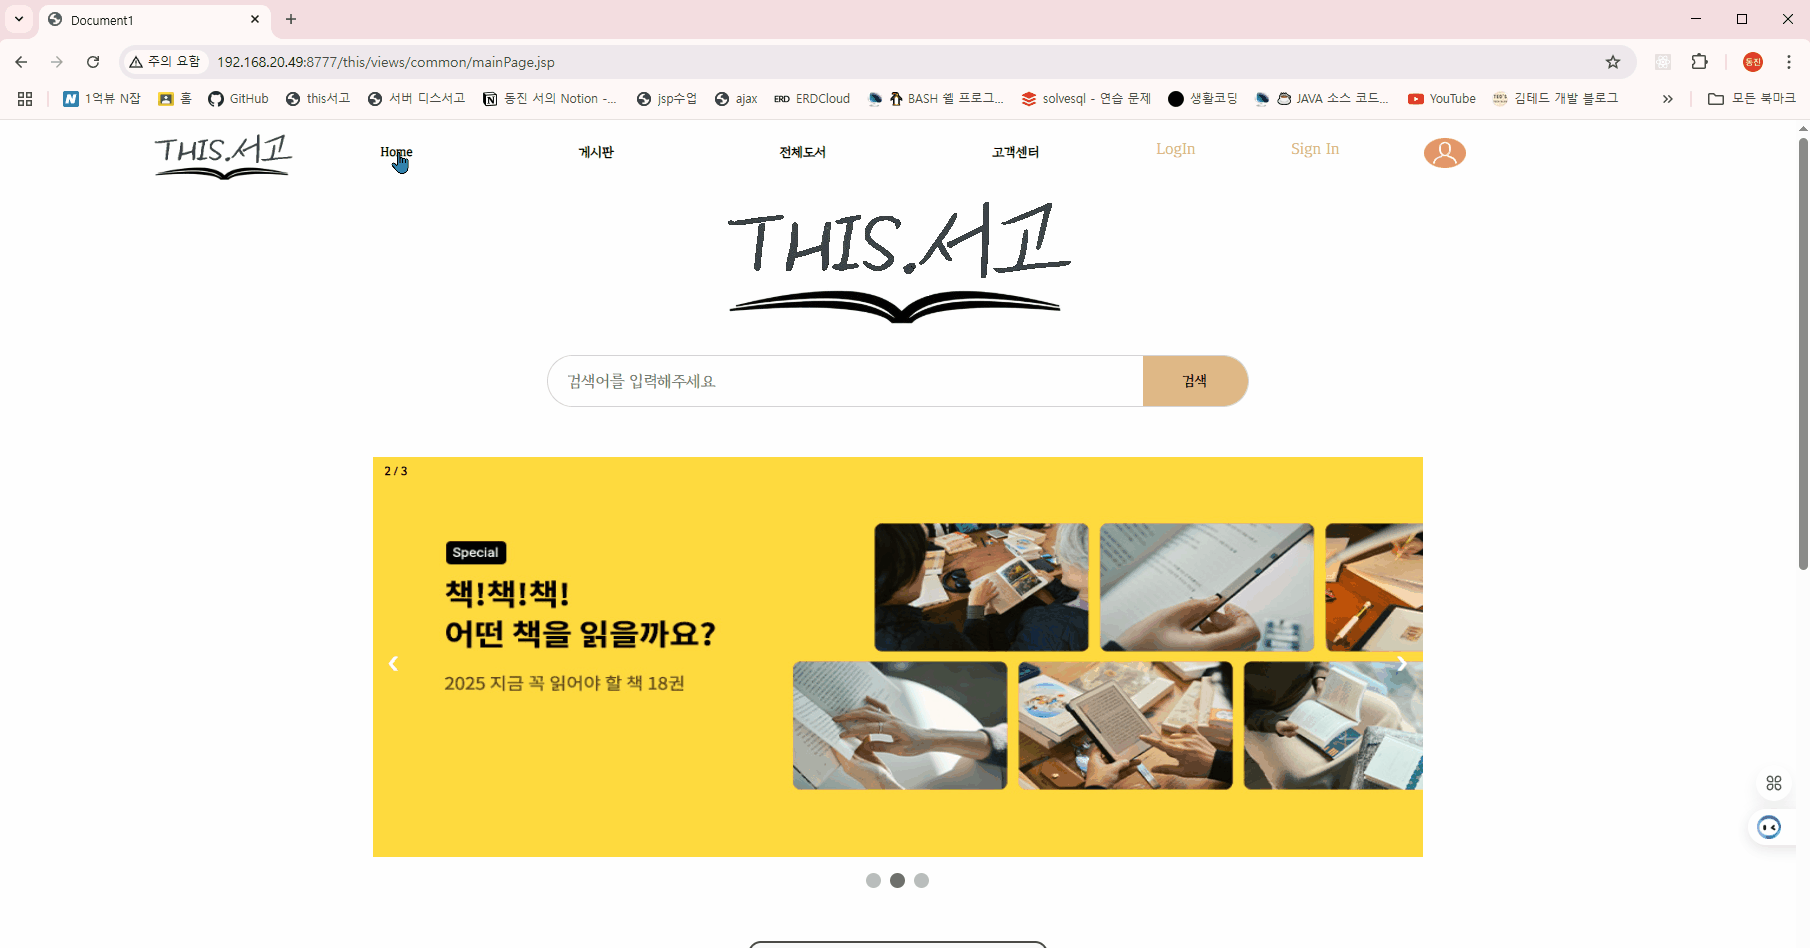 Document1
주의 요함 192.168.20.49:8777/this/views/common/mainPage.jsp
동진
1억뷰 N잡 홈 GitHub this서고 서버 디스서고 동진 서의 Notion -... jsp수업 ajax ERD ERDCloud BASH 쉘 프로그... solvesql - 연습 문제 생활코딩 JAVA 소스 코드... YouTube 김테드 개발 블로그 모든 북마크
THIS.서고 Home 게시판 전체도서 고객센터 LogIn Sign In
THIS.서고
검색어를 입력해주세요 검색
2 / 3
Special
책!책!책!
어떤 책을 읽을까요?
2025 지금 꼭 읽어야 할 책 18권